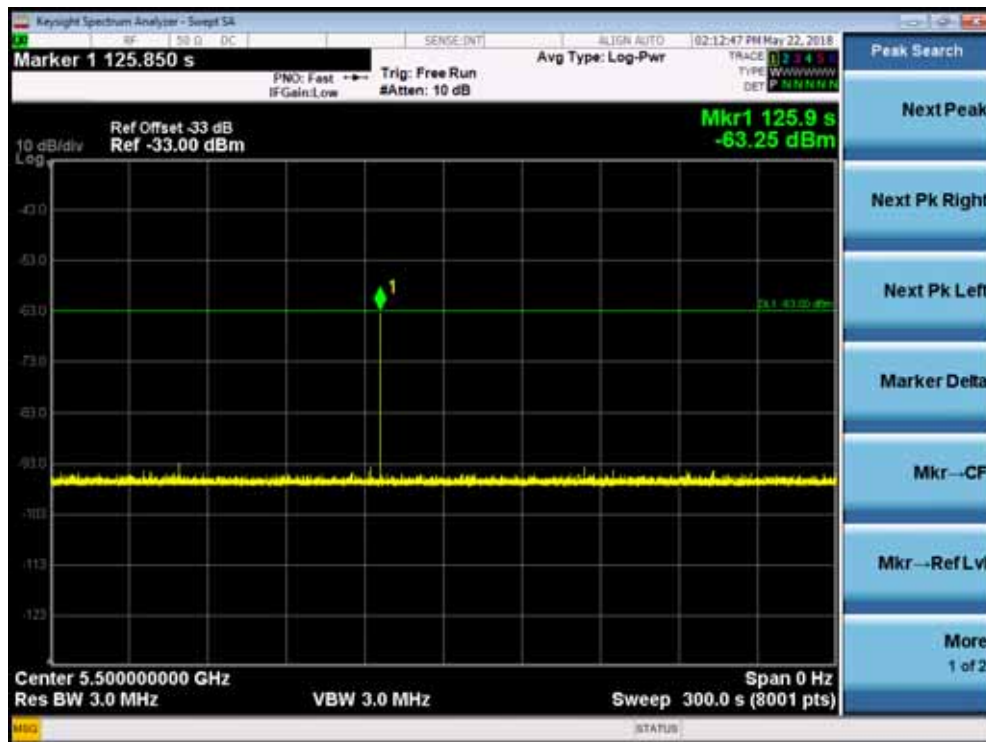 Keysight Spectrum Analyzer - Swept SA
RF 50 Ω DC SENSE:INT ALIGN AUTO 02:12:47 PM May 22, 2018
Marker 1 125.850 s
PNO: Fast
IFGain:Low
Trig: Free Run
#Atten: 10 dB
Avg Type: Log-Pwr
TRACE 1 2 3 4 5 6
TYPE WWWWWW
DET P N N N N N
Peak Search
Mkr1 125.9 s
-63.25 dBm
Ref Offset -33 dB
10 dB/div Ref -33.00 dBm
Log
-43.0
-53.0
1
DL1 -63.00 dBm
-63.0
-73.0
-83.0
-93.0
-103
-113
-123
Center 5.500000000 GHz Span 0 Hz
Res BW 3.0 MHz VBW 3.0 MHz Sweep 300.0 s (8001 pts)
MSG STATUS
Next Peak
Next Pk Right
Next Pk Left
Marker Delta
Mkr→CF
Mkr→Ref Lvl
More
1 of 2